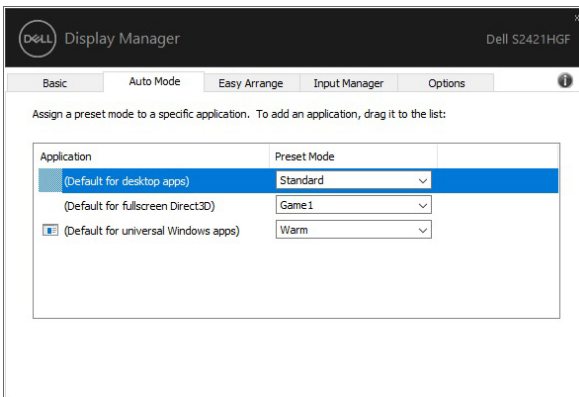 DELL Display Manager Dell S2421HGF
Basic Auto Mode Easy Arrange Input Manager Options
Assign a preset mode to a specific application. To add an application, drag it to the list:
Application Preset Mode
(Default for desktop apps) Standard
(Default for fullscreen Direct3D) Game1
(Default for universal Windows apps) Warm